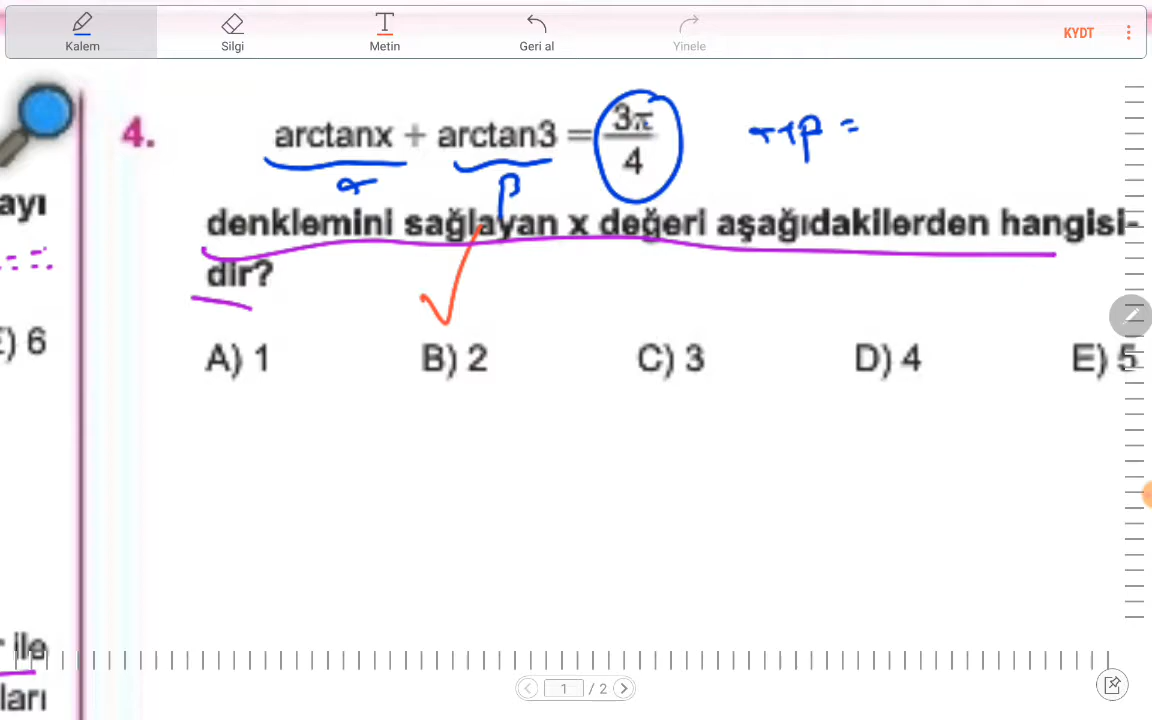 Kalem Silgi Metin Geri al Yinele KYDT
4. arctanx + arctan3 = 3π/4 α+β =
α β
ayı
denklemini sağlayan x değeri aşağıdakilerden hangisi-
dir?
E) 6
A) 1 B) 2 C) 3 D) 4 E) 5
ile
ları
1 / 2